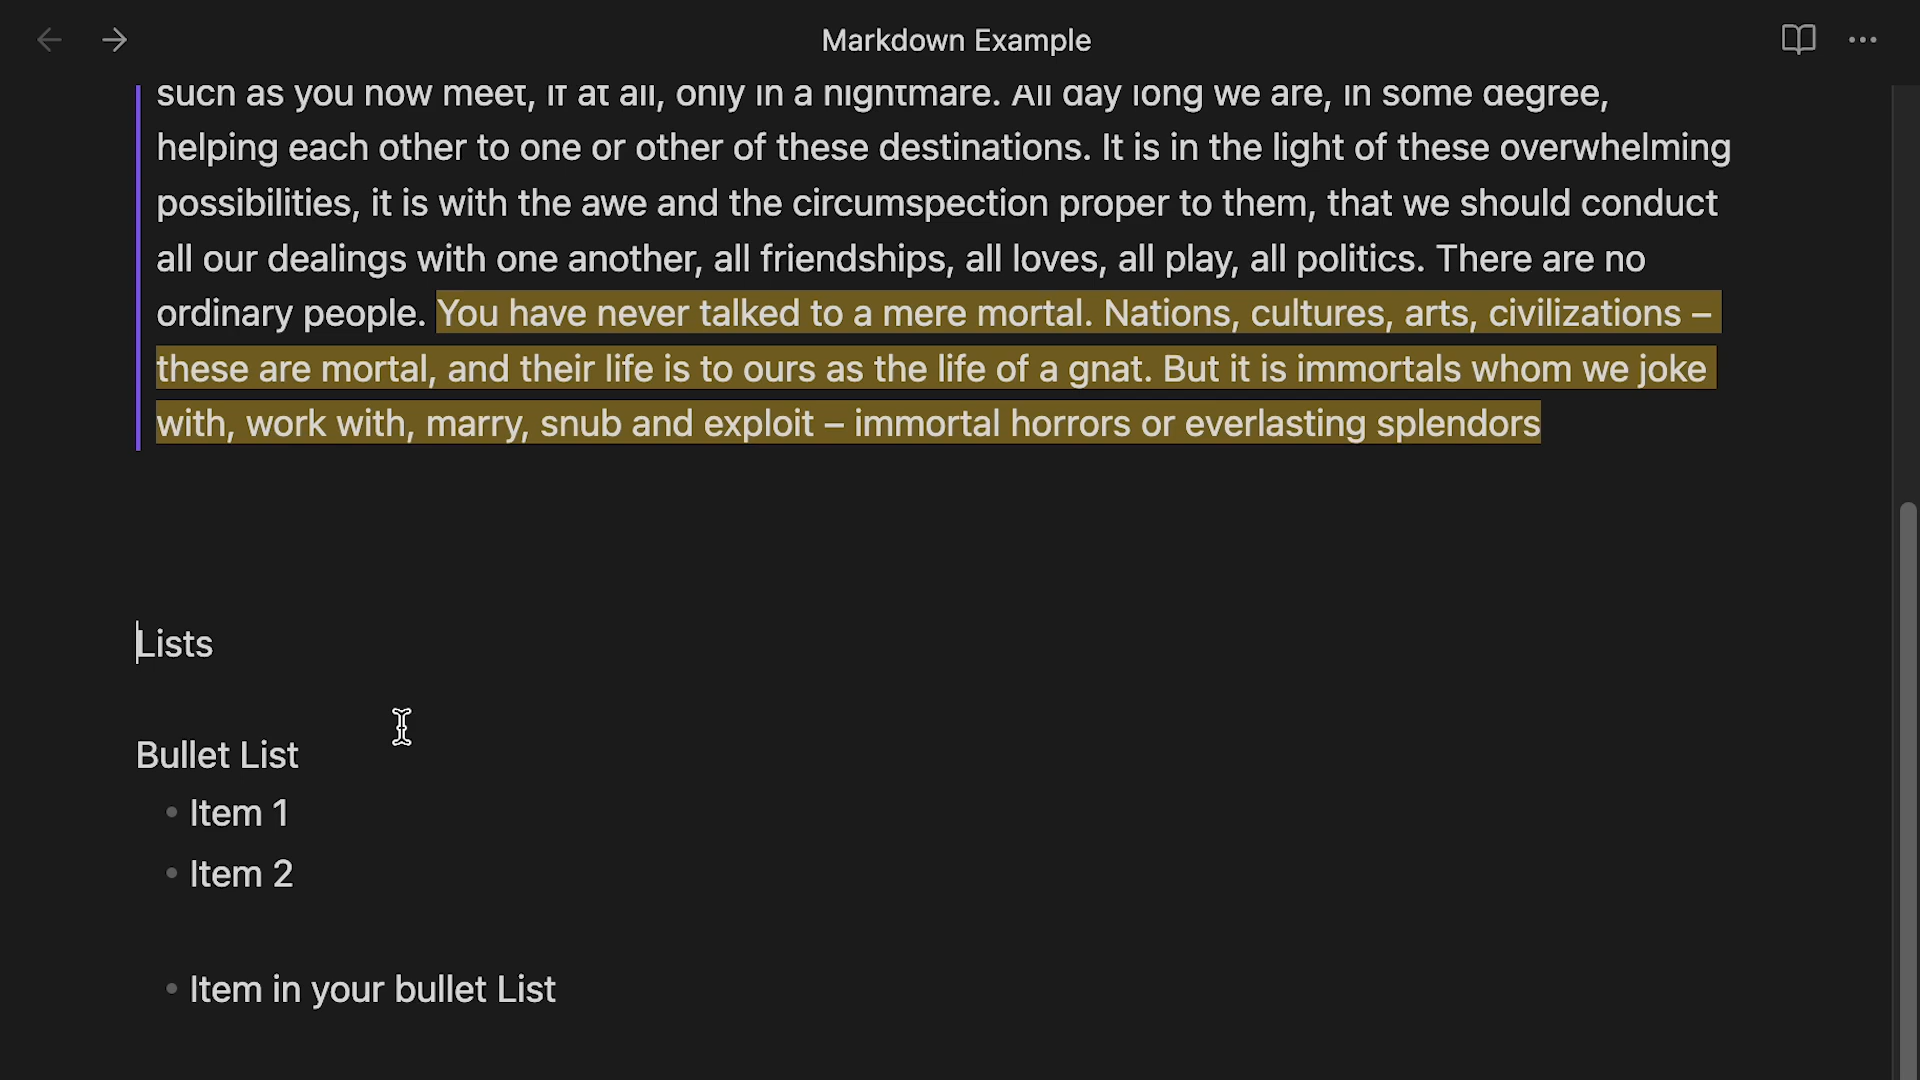 Markdown Example
such as you now meet, if at all, only in a nightmare. All day long we are, in some degree,
helping each other to one or other of these destinations. It is in the light of these overwhelming
possibilities, it is with the awe and the circumspection proper to them, that we should conduct
all our dealings with one another, all friendships, all loves, all play, all politics. There are no
ordinary people. You have never talked to a mere mortal. Nations, cultures, arts, civilizations –
these are mortal, and their life is to ours as the life of a gnat. But it is immortals whom we joke
with, work with, marry, snub and exploit – immortal horrors or everlasting splendors
Lists
Bullet List
• Item 1
• Item 2
• Item in your bullet List